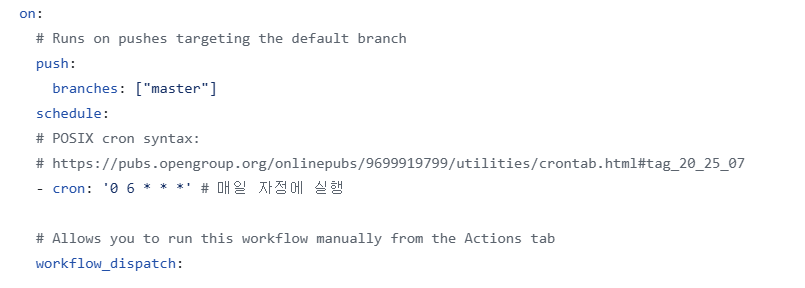 on:
# Runs on pushes targeting the default branch
push:
branches: ["master"]
schedule:
# POSIX cron syntax:
# https://pubs.opengroup.org/onlinepubs/9699919799/utilities/crontab.html#tag_20_25_07
- cron: '0 6 * * *' # 매일 자정에 실행
# Allows you to run this workflow manually from the Actions tab
workflow_dispatch: